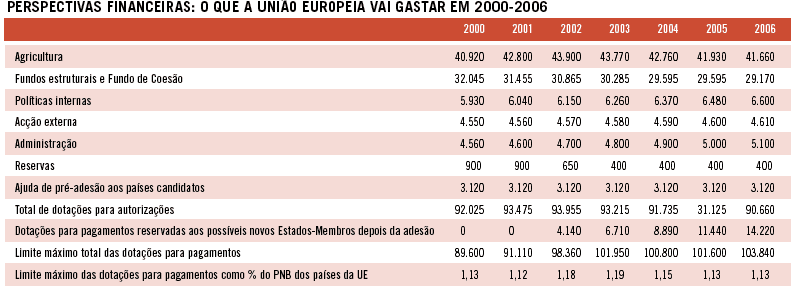 PERSPECTIVAS FINANCEIRAS: O QUE A UNIÃO EUROPEIA VAI GASTAR EM 2000-2006
2000 2001 2002 2003 2004 2005 2006
Agricultura 40.920 42.800 43.900 43.770 42.760 41.930 41.660
Fundos estruturais e Fundo de Coesão 32.045 31.455 30.865 30.285 29.595 29.595 29.170
Políticas internas 5.930 6.040 6.150 6.260 6.370 6.480 6.600
Acção externa 4.550 4.560 4.570 4.580 4.590 4.600 4.610
Administração 4.560 4.600 4.700 4.800 4.900 5.000 5.100
Reservas 900 900 650 400 400 400 400
Ajuda de pré-adesão aos países candidatos 3.120 3.120 3.120 3.120 3.120 3.120 3.120
Total de dotações para autorizações 92.025 93.475 93.955 93.215 91.735 31.125 90.660
Dotações para pagamentos reservadas aos possíveis novos Estados-Membros depois da adesão 0 0 4.140 6.710 8.890 11.440 14.220
Limite máximo total das dotações para pagamentos 89.600 91.110 98.360 101.950 100.800 101.600 103.840
Limite máximo das dotações para pagamentos como % do PNB dos países da UE 1,13 1,12 1,18 1,19 1,15 1,13 1,13